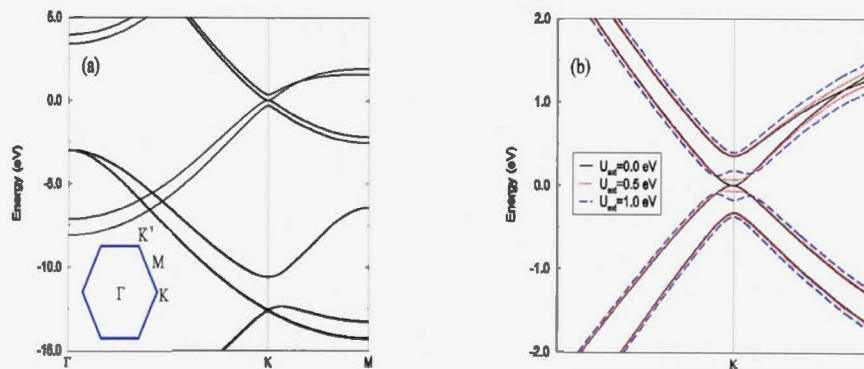 5.0
0.0
-5.0
-10.0
-15.0
Energy (eV)
(a)
K'
M
Γ
K
Γ
K
M
2.0
1.0
0.0
-1.0
-2.0
Energy (eV)
(b)
U_ext=0.0 eV
U_ext=0.5 eV
U_ext=1.0 eV
K